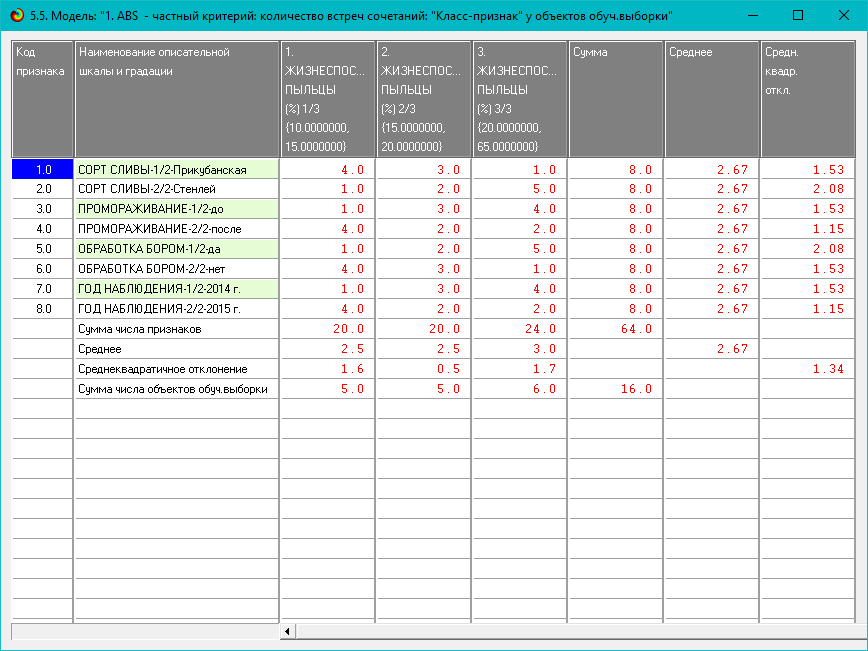 5.5. Модель: "1. ABS - частный критерий: количество встреч сочетаний: "Класс-признак" у объектов обуч.выборки"
Код признака | Наименование описательной шкалы и градации | 1. ЖИЗНЕСПОС... ПЫЛЬЦЫ (%) 1/3 {10.0000000, 15.0000000} | 2. ЖИЗНЕСПОС... ПЫЛЬЦЫ (%) 2/3 {15.0000000, 20.0000000} | 3. ЖИЗНЕСПОС... ПЫЛЬЦЫ (%) 3/3 {20.0000000, 65.0000000} | Сумма | Среднее | Средн. квадр. откл.
1.0 СОРТ СЛИВЫ-1/2-Прикубанская 4.0 3.0 1.0 8.0 2.67 1.53
2.0 СОРТ СЛИВЫ-2/2-Стенлей 1.0 2.0 5.0 8.0 2.67 2.08
3.0 ПРОМОРАЖИВАНИЕ-1/2-до 1.0 3.0 4.0 8.0 2.67 1.53
4.0 ПРОМОРАЖИВАНИЕ-2/2-после 4.0 2.0 2.0 8.0 2.67 1.15
5.0 ОБРАБОТКА БОРОМ-1/2-да 1.0 2.0 5.0 8.0 2.67 2.08
6.0 ОБРАБОТКА БОРОМ-2/2-нет 4.0 3.0 1.0 8.0 2.67 1.53
7.0 ГОД НАБЛЮДЕНИЯ-1/2-2014 г. 1.0 3.0 4.0 8.0 2.67 1.53
8.0 ГОД НАБЛЮДЕНИЯ-2/2-2015 г. 4.0 2.0 2.0 8.0 2.67 1.15
Сумма числа признаков 20.0 20.0 24.0 64.0
Среднее 2.5 2.5 3.0 2.67
Среднеквадратичное отклонение 1.6 0.5 1.7 1.34
Сумма числа объектов обуч.выборки 5.0 5.0 6.0 16.0